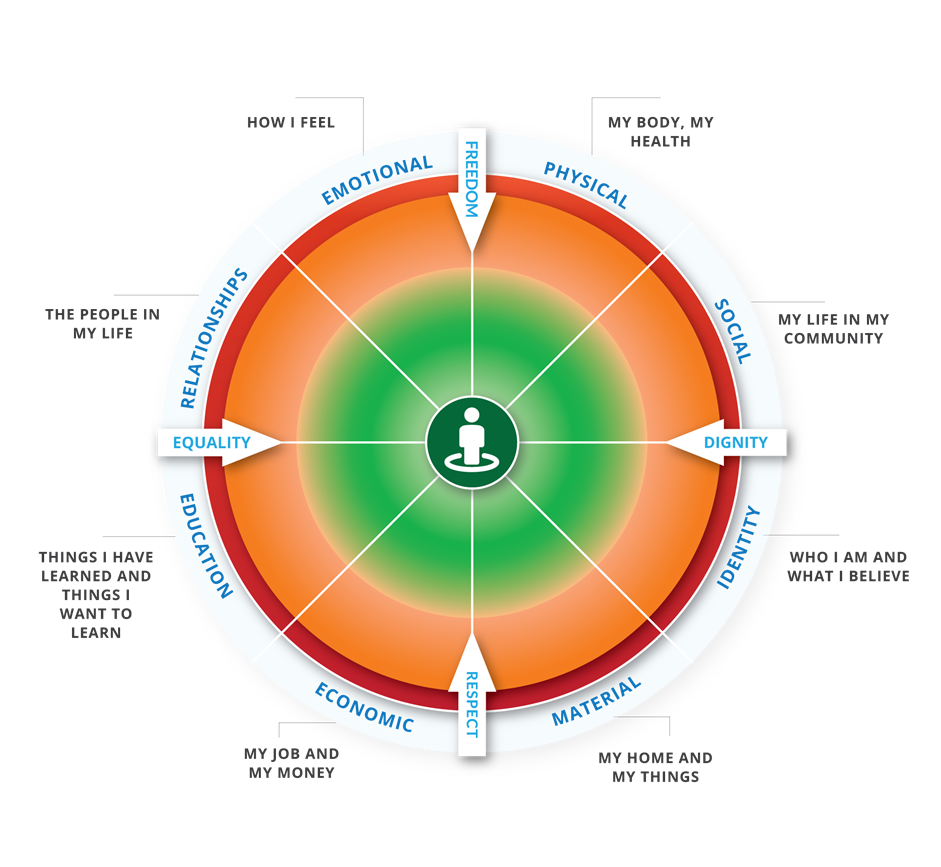 HOW I FEEL
MY BODY, MY
HEALTH
FREEDOM
EMOTIONAL
PHYSICAL
RELATIONSHIPS
SOCIAL
THE PEOPLE IN
MY LIFE
MY LIFE IN MY
COMMUNITY
EQUALITY
DIGNITY
EDUCATION
IDENTITY
THINGS I HAVE
LEARNED AND
THINGS I
WANT TO
LEARN
WHO I AM AND
WHAT I BELIEVE
RESPECT
ECONOMIC
MATERIAL
MY JOB AND
MY MONEY
MY HOME AND
MY THINGS